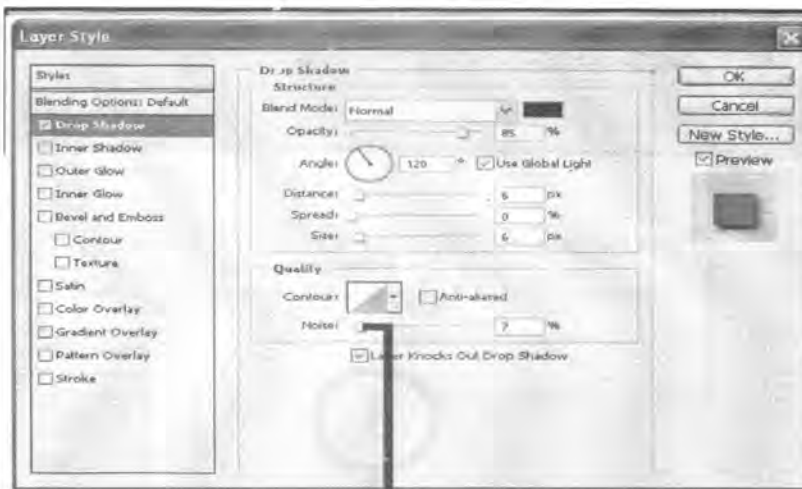 Layer Style
Styles
Blending Options: Default
Drop Shadow
Inner Shadow
Outer Glow
Inner Glow
Bevel and Emboss
Contour
Texture
Satin
Color Overlay
Gradient Overlay
Pattern Overlay
Stroke
Drop Shadow
Structure
Blend Mode: Normal
Opacity: 85 %
Angle: 120 ° Use Global Light
Distance: 6 px
Spread: 0 %
Size: 6 px
Quality
Contour: Anti-aliased
Noise: 7 %
Layer Knocks Out Drop Shadow
OK
Cancel
New Style...
Preview